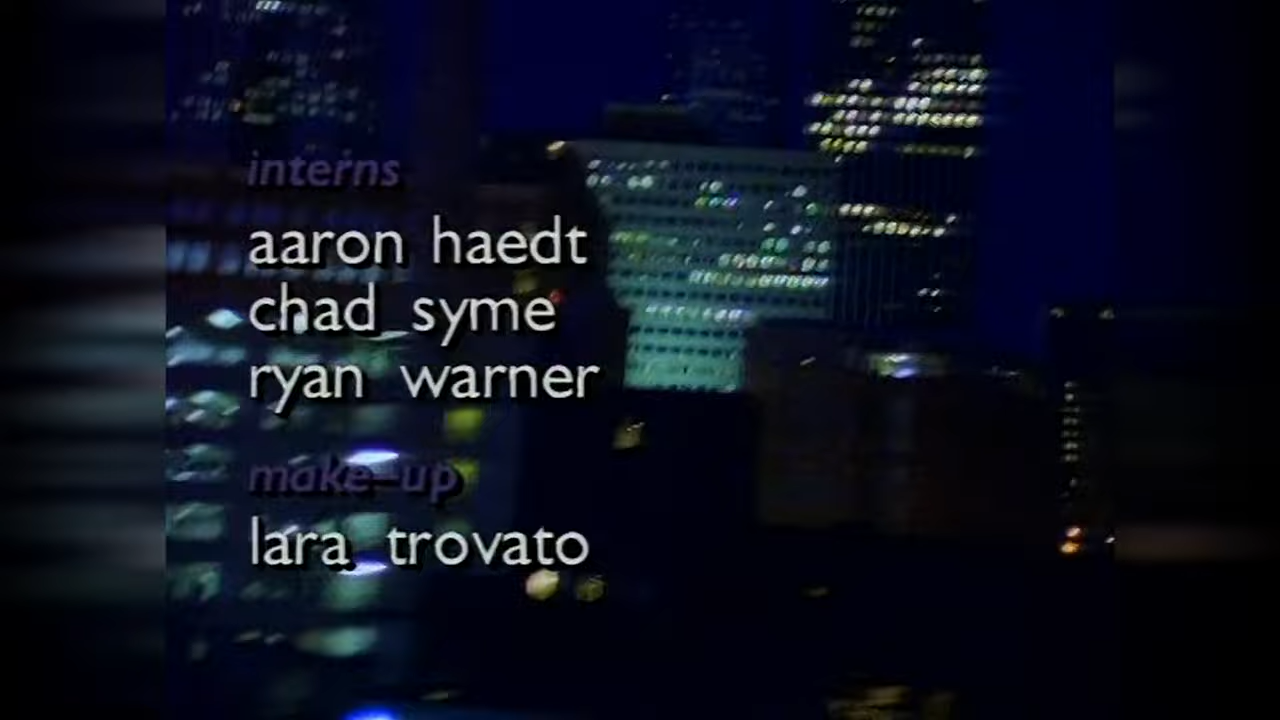 interns
aaron haedt
chad syme
ryan warner
make-up
lara trovato